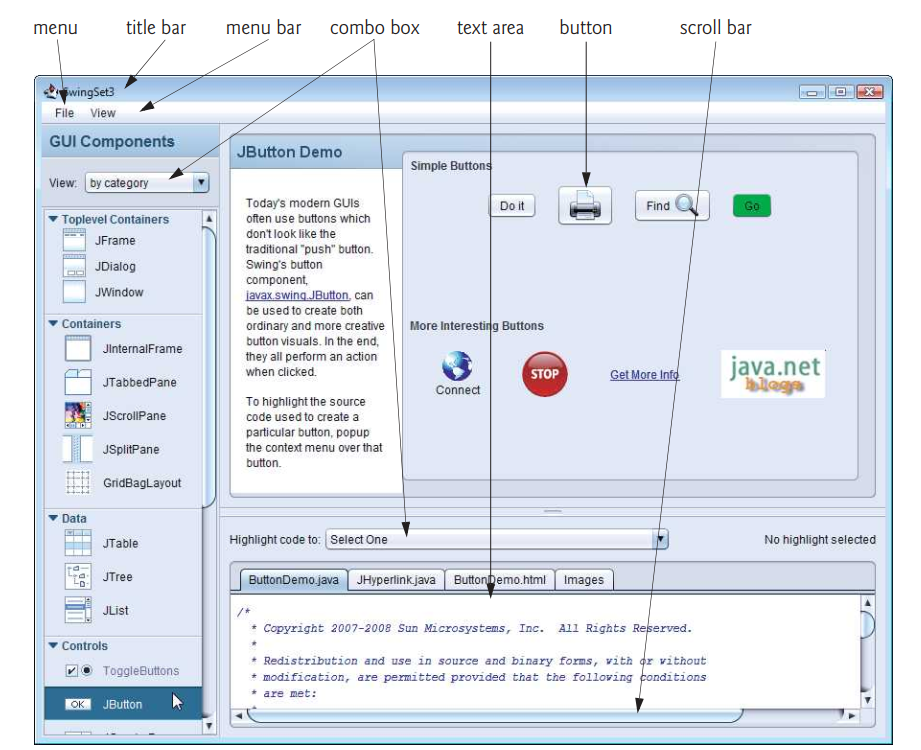 menu title bar menu bar combo box text area button scroll bar
SwingSet3
File View
GUI Components
View: by category
Toplevel Containers
JFrame
JDialog
JWindow
Containers
JInternalFrame
JTabbedPane
JScrollPane
JSplitPane
GridBagLayout
Data
JTable
JTree
JList
Controls
ToggleButtons
OK JButton
JButton Demo
Today's modern GUIs
often use buttons which
don't look like the
traditional "push" button.
Swing's button
component,
javax.swing.JButton, can
be used to create both
ordinary and more creative
button visuals. In the end,
they all perform an action
when clicked.
To highlight the source
code used to create a
particular button, popup
the context menu over that
button.
Simple Buttons
Do it Find Go
More Interesting Buttons
Connect STOP Get More Info java.net
blogs
Highlight code to: Select One No highlight selected
ButtonDemo.java JHyperlink.java ButtonDemo.html Images
/*
* Copyright 2007-2008 Sun Microsystems, Inc. All Rights Reserved.
*
* Redistribution and use in source and binary forms, with or without
* modification, are permitted provided that the following conditions
* are met:
*